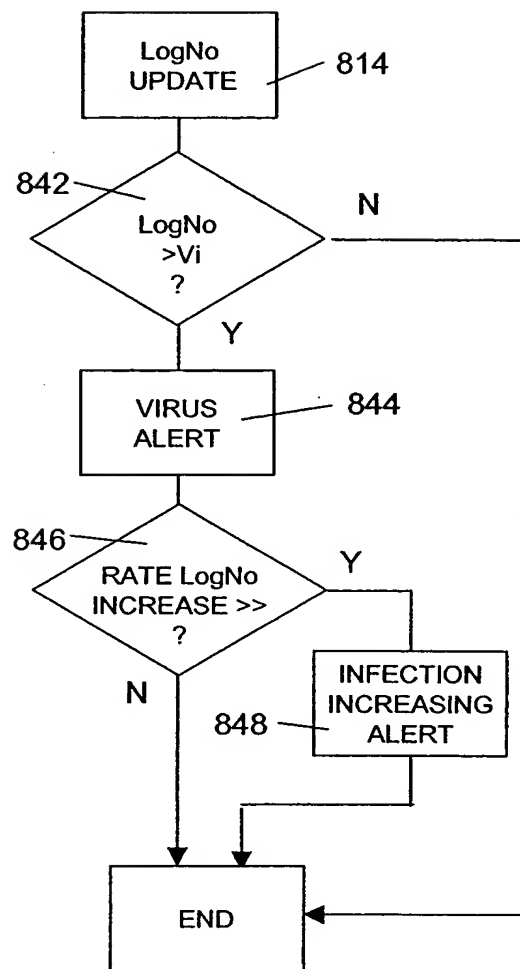 LogNo
UPDATE
814
842
LogNo
>Vi
?
N
Y
VIRUS
ALERT
844
846
RATE LogNo
INCREASE >>
?
Y
N
INFECTION
INCREASING
ALERT
848
END